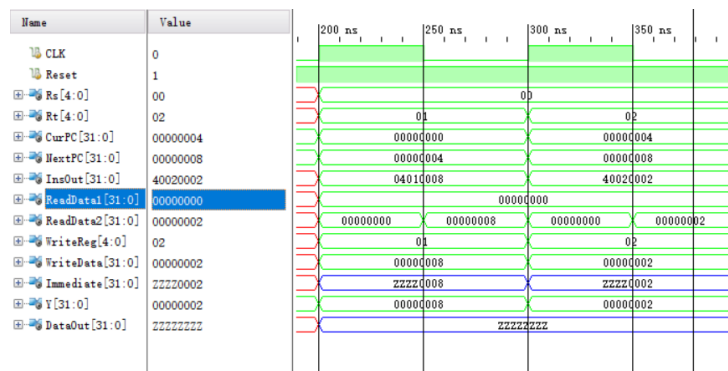 Name Value
200 ns 250 ns 300 ns 350 ns
CLK 0
Reset 1
Rs[4:0] 00 00
Rt[4:0] 02 01 02
CurPC[31:0] 00000004 00000000 00000004
NextPC[31:0] 00000008 00000004 00000008
InsOut[31:0] 40020002 04010008 40020002
ReadData1[31:0] 00000000 00000000
ReadData2[31:0] 00000002 00000000 00000008 00000000 00000002
WriteReg[4:0] 02 01 02
WriteData[31:0] 00000002 00000008 00000002
Immediate[31:0] ZZZZ0002 ZZZZ0008 ZZZZ0002
Y[31:0] 00000002 00000008 00000002
DataOut[31:0] ZZZZZZZZ ZZZZZZZZ